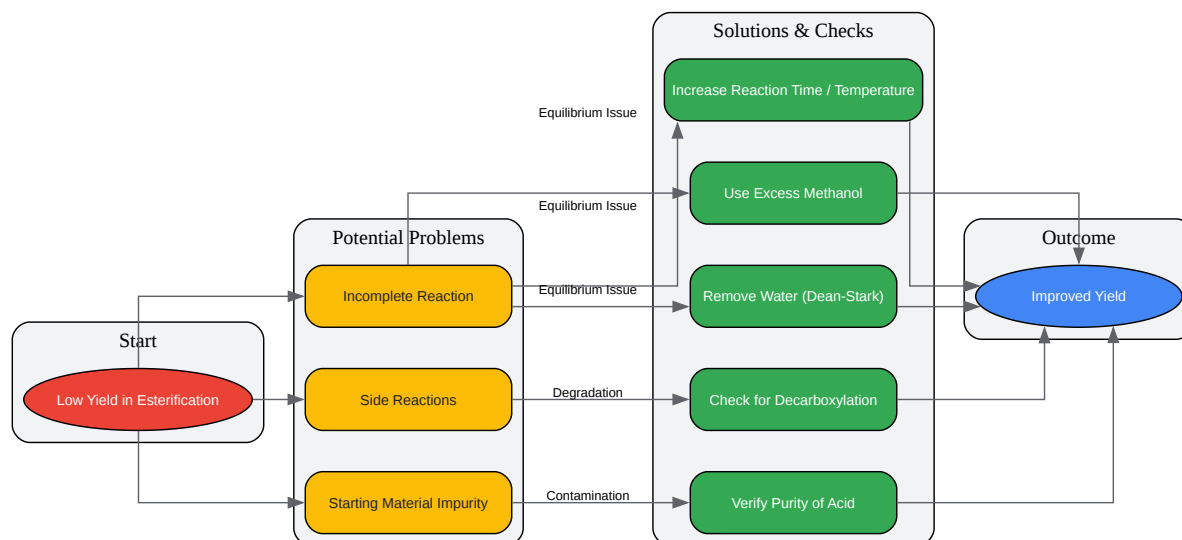 Solutions & Checks
Increase Reaction Time / Temperature
Equilibrium Issue
Use Excess Methanol
Equilibrium Issue
Potential Problems
Outcome
Incomplete Reaction
Equilibrium Issue
Remove Water (Dean-Stark)
Improved Yield
Start
Low Yield in Esterification
Side Reactions
Degradation
Check for Decarboxylation
Starting Material Impurity
Contamination
Verify Purity of Acid